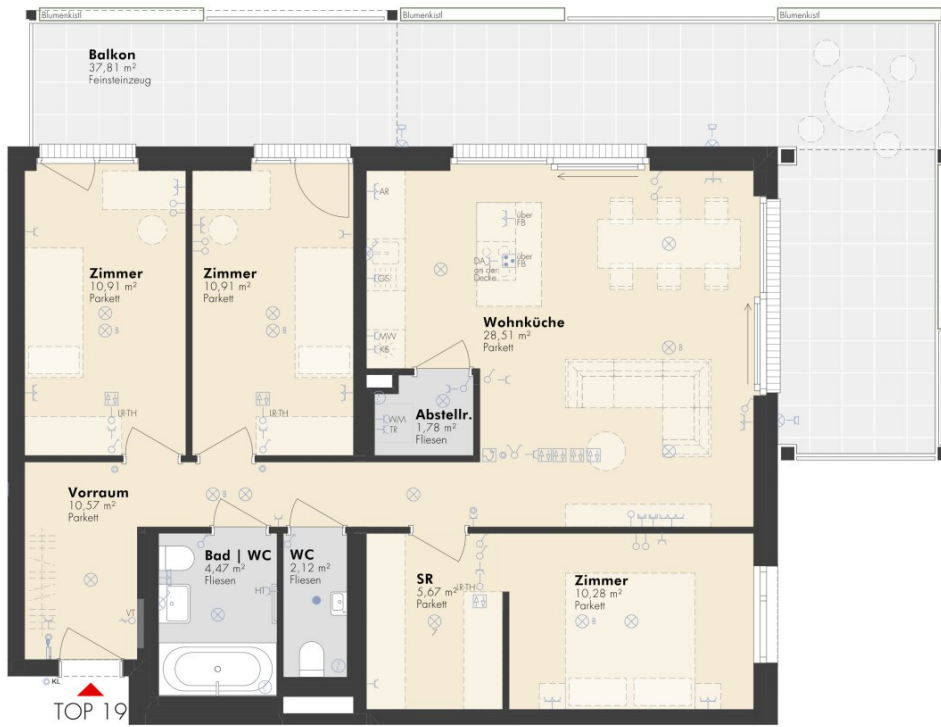 Blumenkistl
Blumenkistl
Blumenkistl
Balkon
37,81 m²
Feinsteinzeug
AR
über
FB
DA
an der
Decke
über
FB
GS
Zimmer
10,91 m²
Parkett
B
Zimmer
10,91 m²
Parkett
B
Wohnküche
28,51 m²
Parkett
B
MW
KS
LR-TH
LR-TH
WM
TR
Abstellr.
1,78 m²
Fliesen
Vorraum
10,57 m²
Parkett
B
Bad | WC
4,47 m²
Fliesen
HT
WC
2,12 m²
Fliesen
SR
5,67 m²
Parkett
LR-TH
Zimmer
10,28 m²
Parkett
B
VT
KL
TOP 19